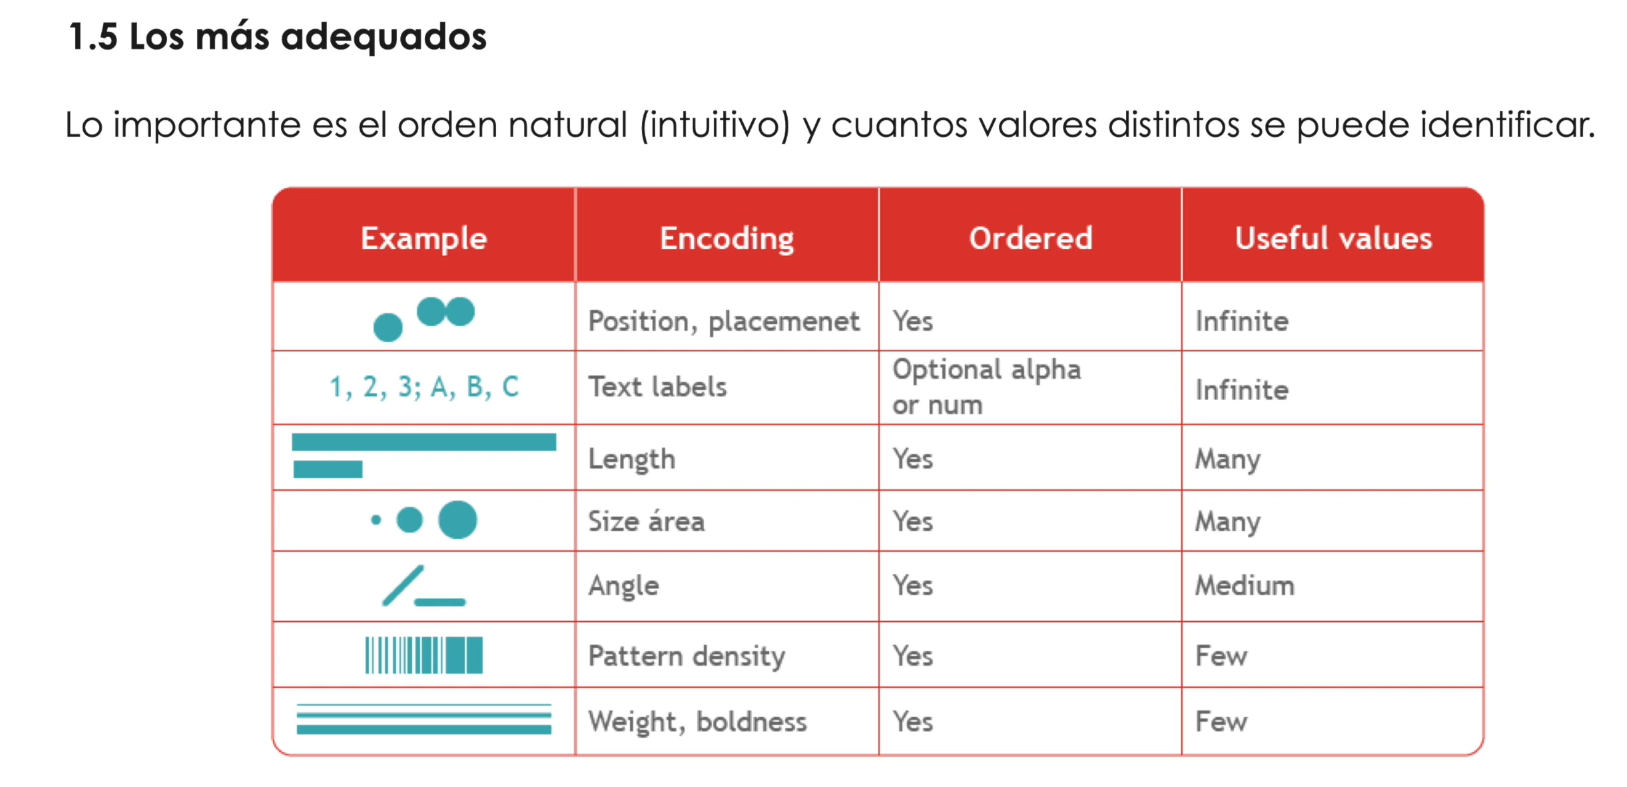 1.5 Los más adequados
Lo importante es el orden natural (intuitivo) y cuantos valores distintos se puede identificar.
Example Encoding Ordered Useful values
Position, placemenet Yes Infinite
1, 2, 3; A, B, C Text labels Optional alpha or num Infinite
Length Yes Many
Size área Yes Many
Angle Yes Medium
Pattern density Yes Few
Weight, boldness Yes Few